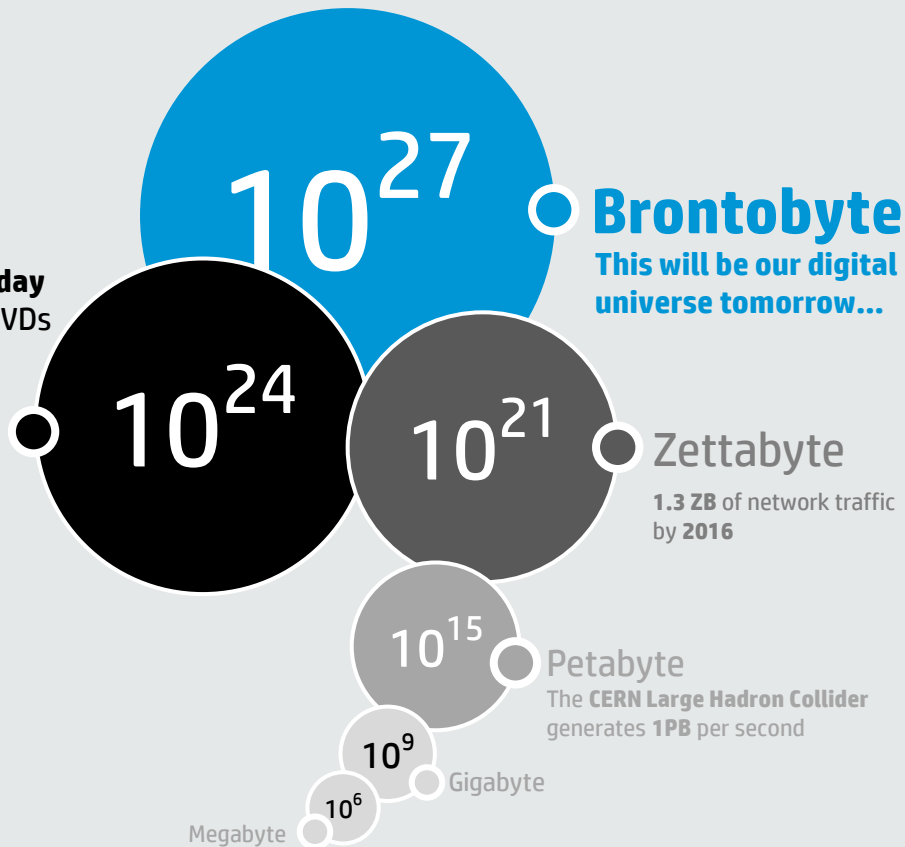 10^27
Brontobyte
This will be our digital
universe tomorrow...
day
VDs
10^24
10^21
Zettabyte
1.3 ZB of network traffic
by 2016
10^15
Petabyte
The CERN Large Hadron Collider
generates 1PB per second
10^9
Gigabyte
10^6
Megabyte